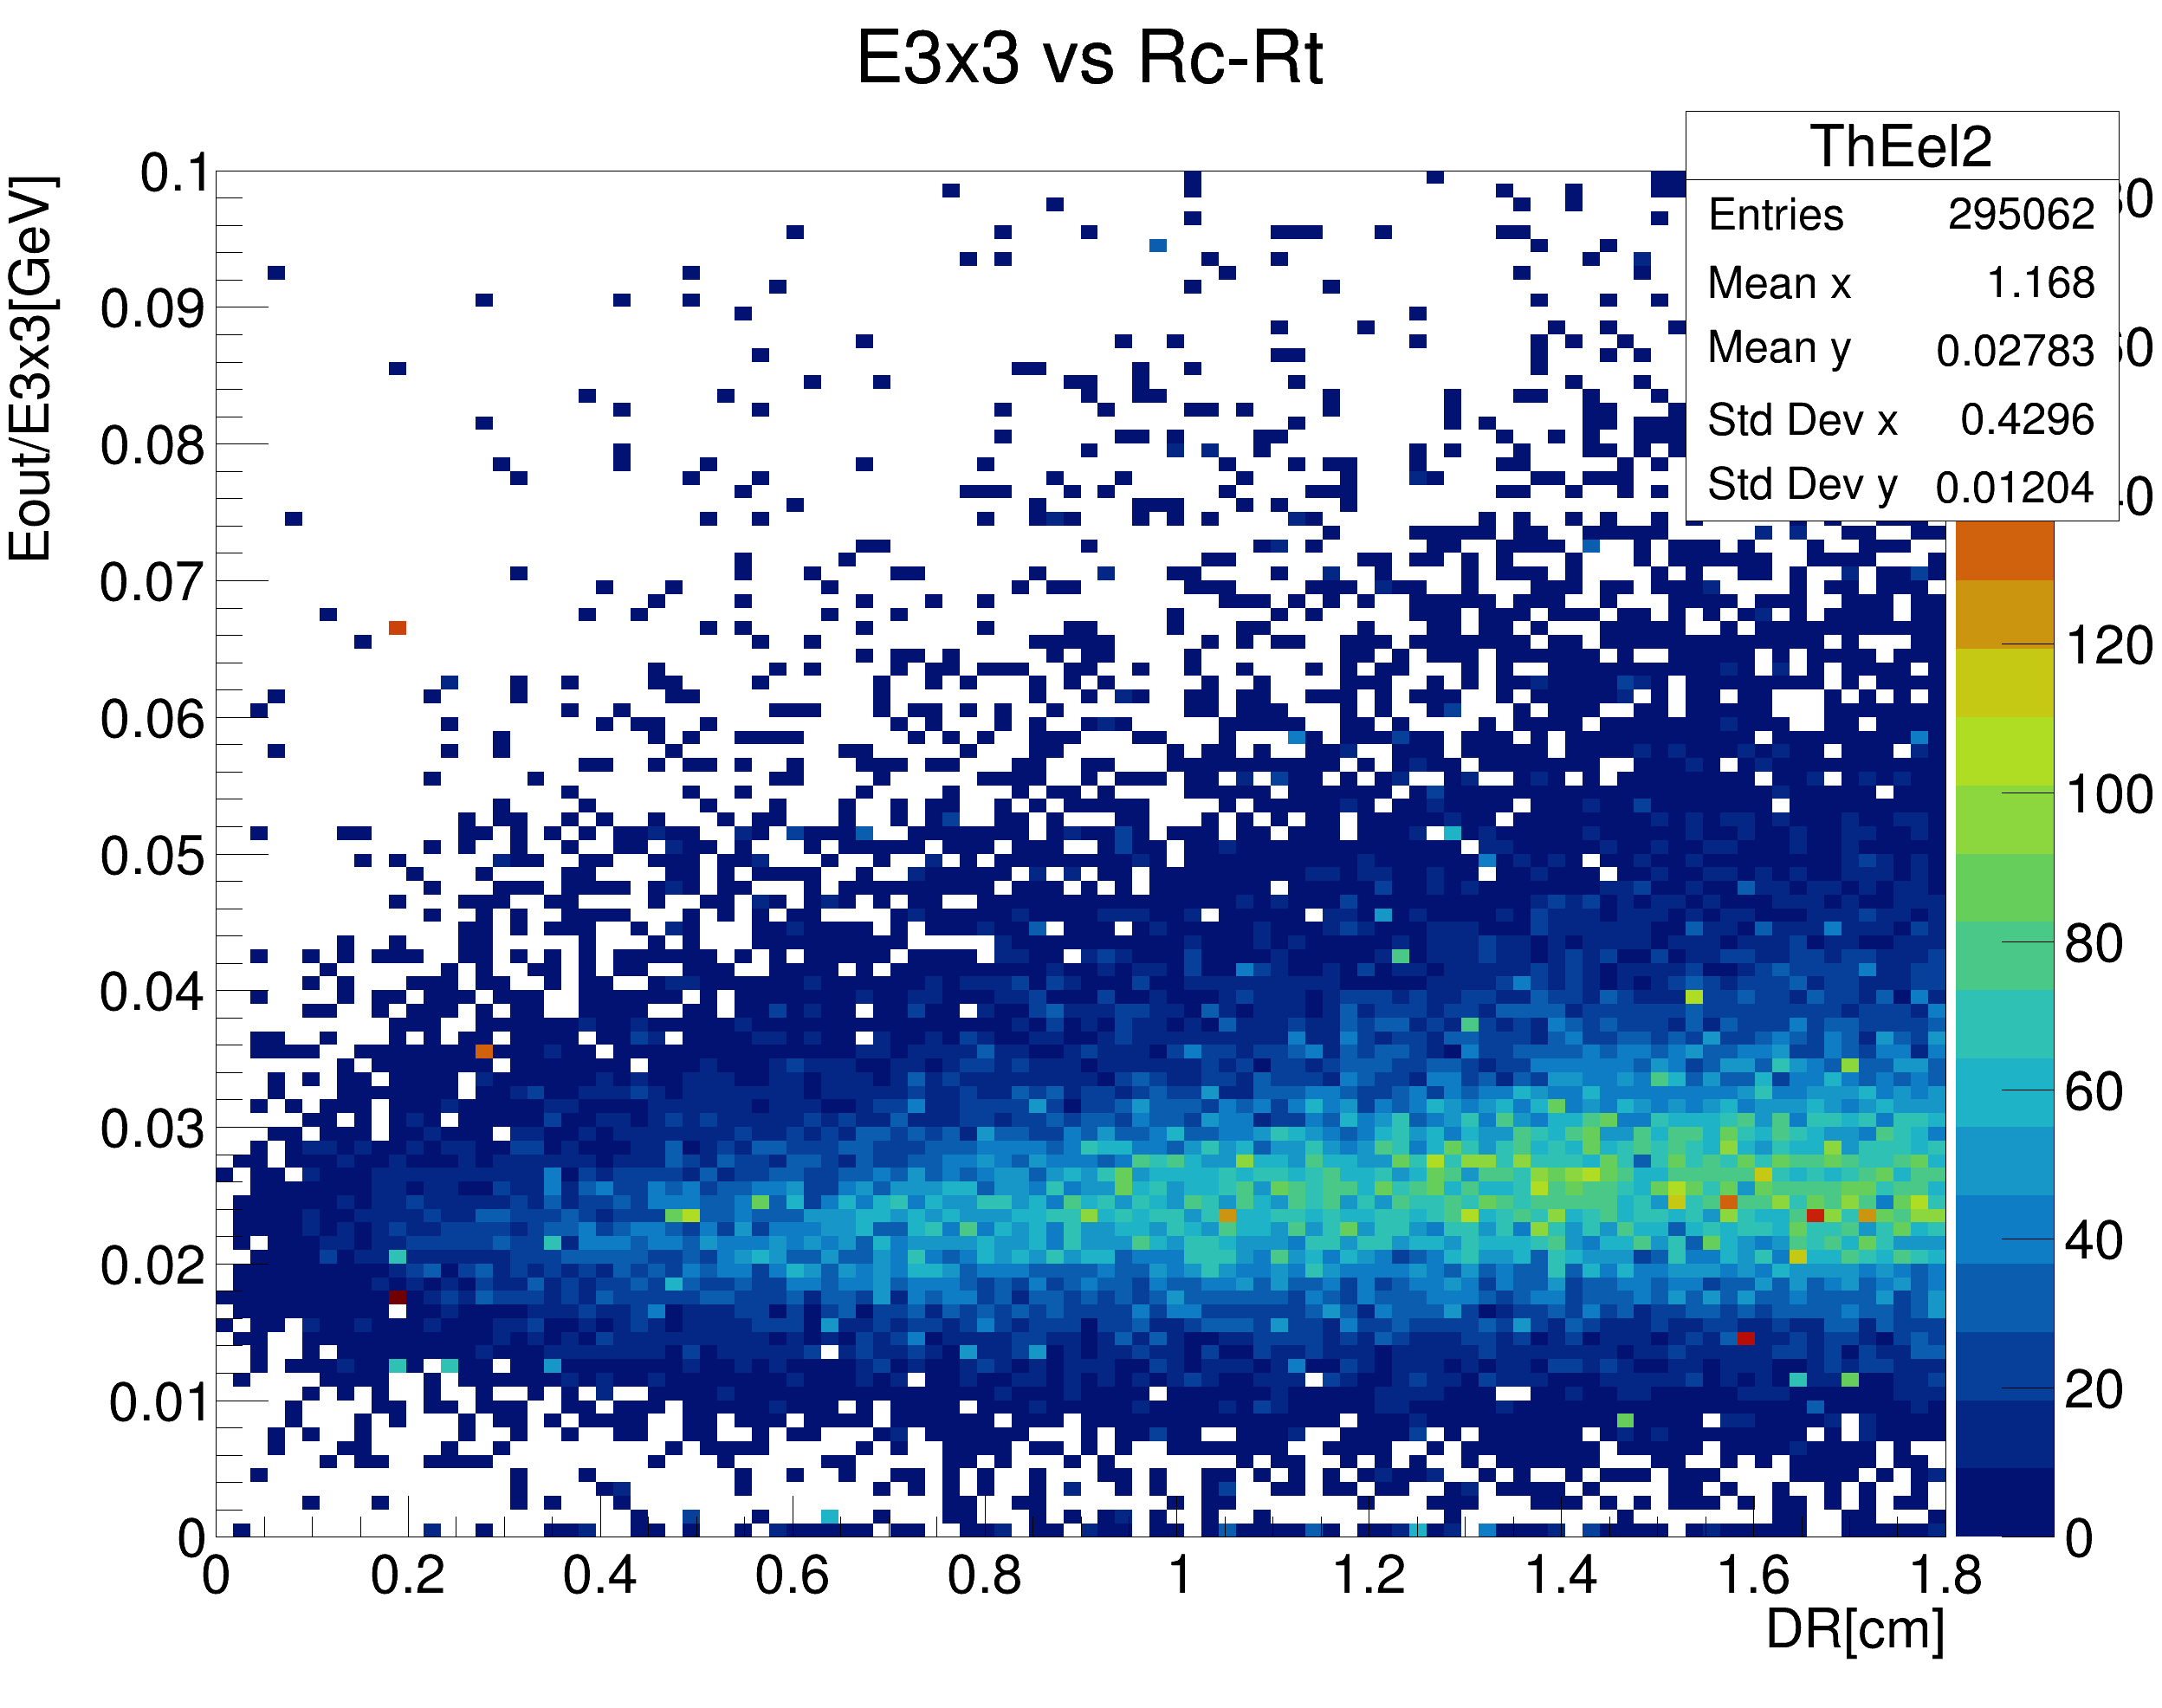 E3x3 vs Rc-Rt
ThEel2
Entries 295062
Mean x 1.168
Mean y 0.02783
Std Dev x 0.4296
Std Dev y 0.01204
Eout/E3x3[GeV]
0.1
0.09
0.08
0.07
0.06
0.05
0.04
0.03
0.02
0.01
0
0 0.2 0.4 0.6 0.8 1 1.2 1.4 1.6 1.8
DR[cm]
120
100
80
60
40
20
0